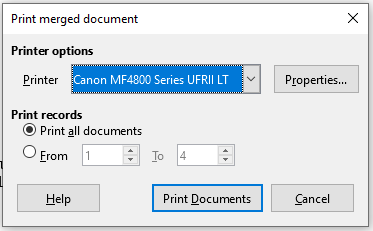 Print merged document
Printer options
Printer Canon MF4800 Series UFRII LT Properties...
Print records
Print all documents
From 1 To 4
Help Print Documents Cancel